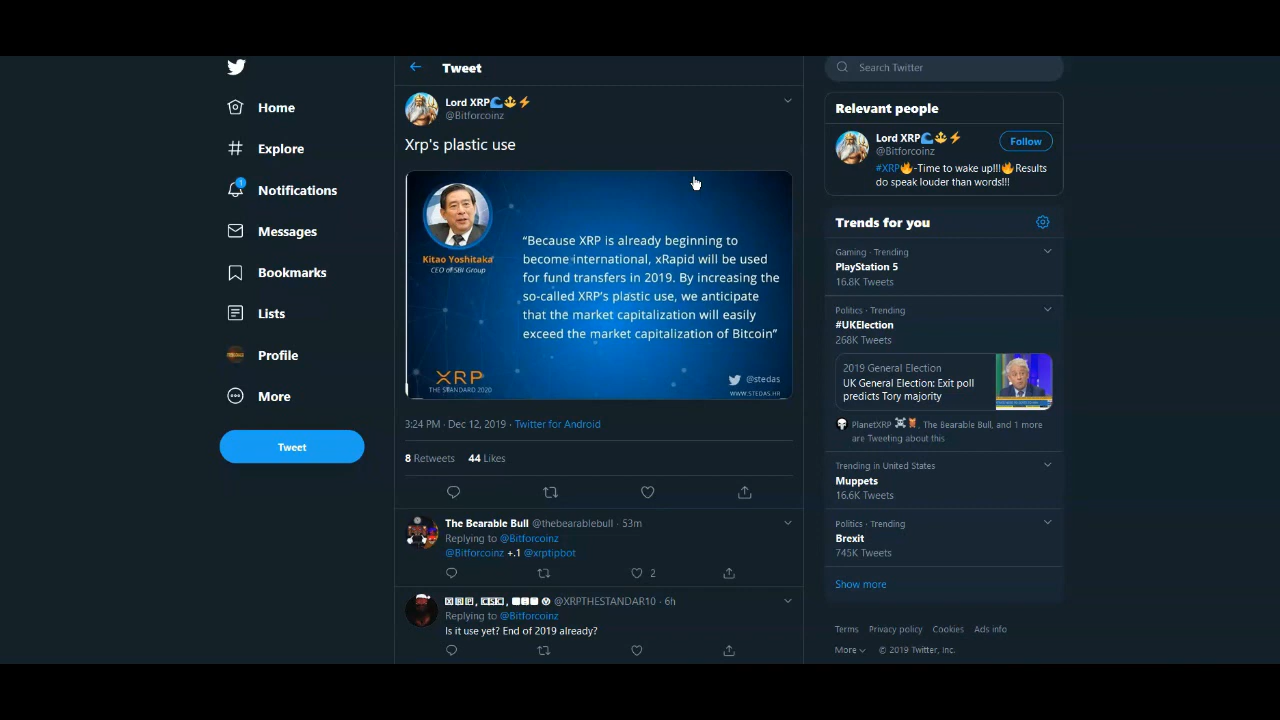 Home
Explore
1
Notifications
Messages
Bookmarks
Lists
Profile
More
Tweet
Tweet
Lord XRP
@Bitforcoinz
Xrp's plastic use
Kitao Yoshitaka
CEO of SBI Group
“Because XRP is already beginning to
become international, xRapid will be used
for fund transfers in 2019. By increasing the
so-called XRP’s plastic use, we anticipate
that the market capitalization will easily
exceed the market capitalization of Bitcoin”
XRP
THE STANDARD 2020
@stedas
WWW.STEDAS.HR
3:24 PM · Dec 12, 2019 · Twitter for Android
8 Retweets 44 Likes
The Bearable Bull @thebearablebull · 53m
Replying to @Bitforcoinz
@Bitforcoinz +.1 @xrptipbot
2
@XRPTHESTANDAR10 · 6h
Replying to @Bitforcoinz
Is it use yet? End of 2019 already?
Search Twitter
Relevant people
Lord XRP
@Bitforcoinz
Follow
#XRP🔥-Time to wake up!!!🔥Results
do speak louder than words!!!
Trends for you
Gaming · Trending
PlayStation 5
16.8K Tweets
Politics · Trending
#UKElection
268K Tweets
2019 General Election
UK General Election: Exit poll
predicts Tory majority
PlanetXRP, The Bearable Bull, and 1 more
are Tweeting about this
Trending in United States
Muppets
16.6K Tweets
Politics · Trending
Brexit
745K Tweets
Show more
Terms Privacy policy Cookies Ads info
More © 2019 Twitter, Inc.